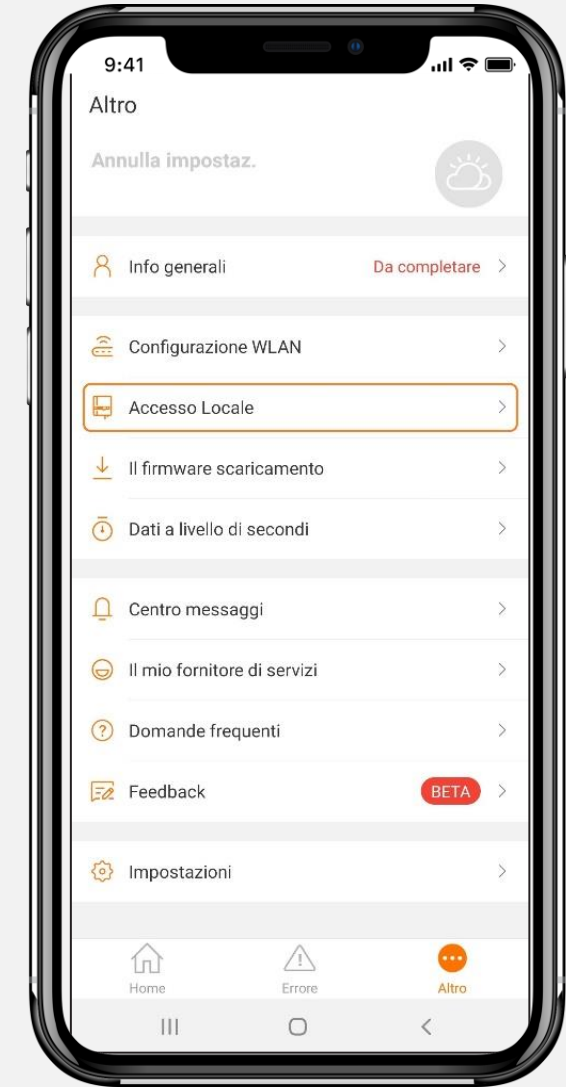 9:41
Altro
Annulla impostaz.
Info generali Da completare
Configurazione WLAN
Accesso Locale
Il firmware scaricamento
Dati a livello di secondi
Centro messaggi
Il mio fornitore di servizi
Domande frequenti
Feedback BETA
Impostazioni
Home Errore Altro